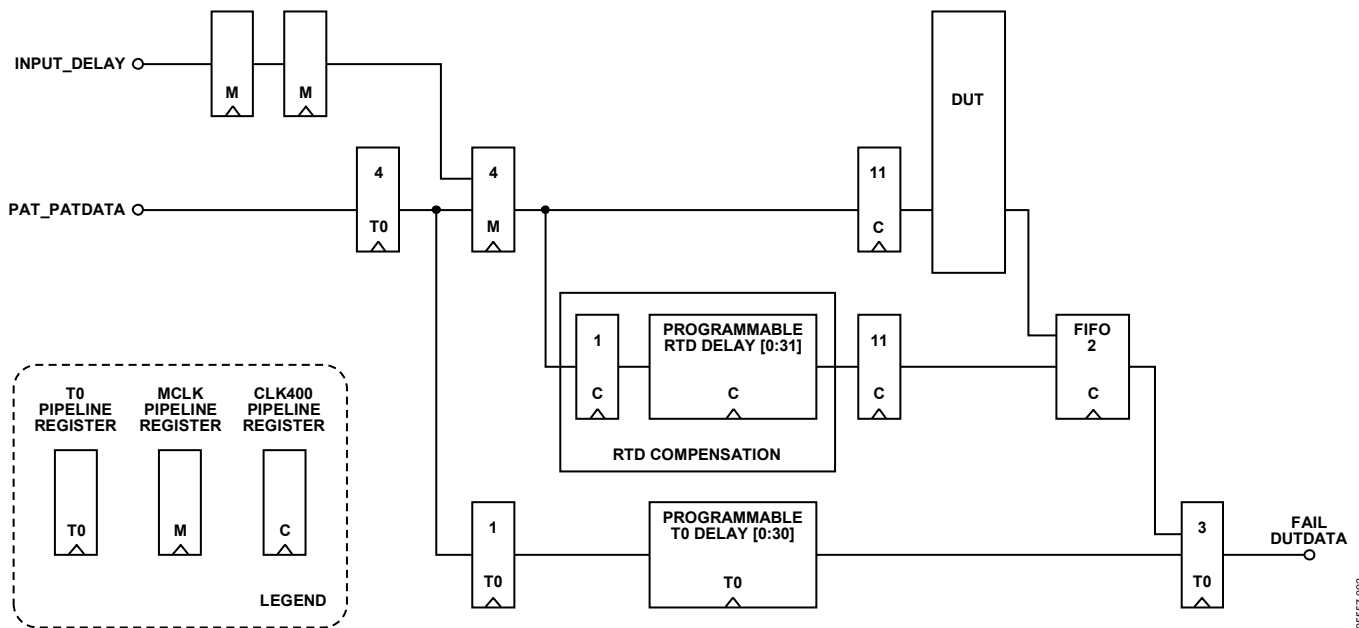 INPUT_DELAY
M
M
DUT
PAT_PATDATA
4
T0
4
M
11
C
1
C
PROGRAMMABLE
RTD DELAY [0:31]
C
11
C
FIFO
2
C
RTD COMPENSATION
T0
PIPELINE
REGISTER
MCLK
PIPELINE
REGISTER
CLK400
PIPELINE
REGISTER
T0
M
C
LEGEND
1
T0
PROGRAMMABLE
T0 DELAY [0:30]
T0
3
T0
FAIL
DUTDATA